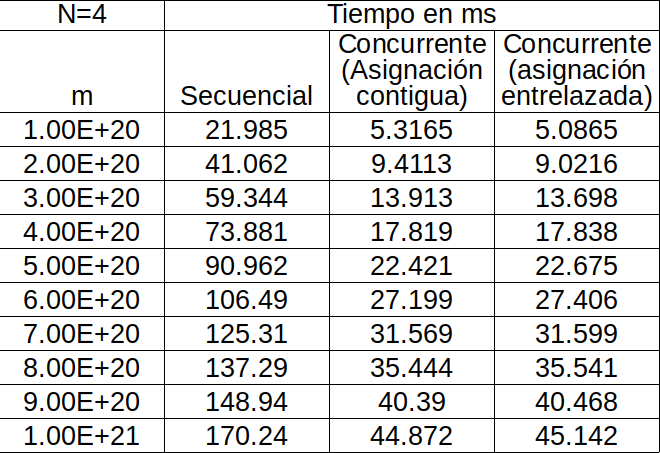 N=4 Tiempo en ms
m Secuencial Concurrente (Asignación contigua) Concurrente (asignación entrelazada)
1.00E+20 21.985 5.3165 5.0865
2.00E+20 41.062 9.4113 9.0216
3.00E+20 59.344 13.913 13.698
4.00E+20 73.881 17.819 17.838
5.00E+20 90.962 22.421 22.675
6.00E+20 106.49 27.199 27.406
7.00E+20 125.31 31.569 31.599
8.00E+20 137.29 35.444 35.541
9.00E+20 148.94 40.39 40.468
1.00E+21 170.24 44.872 45.142